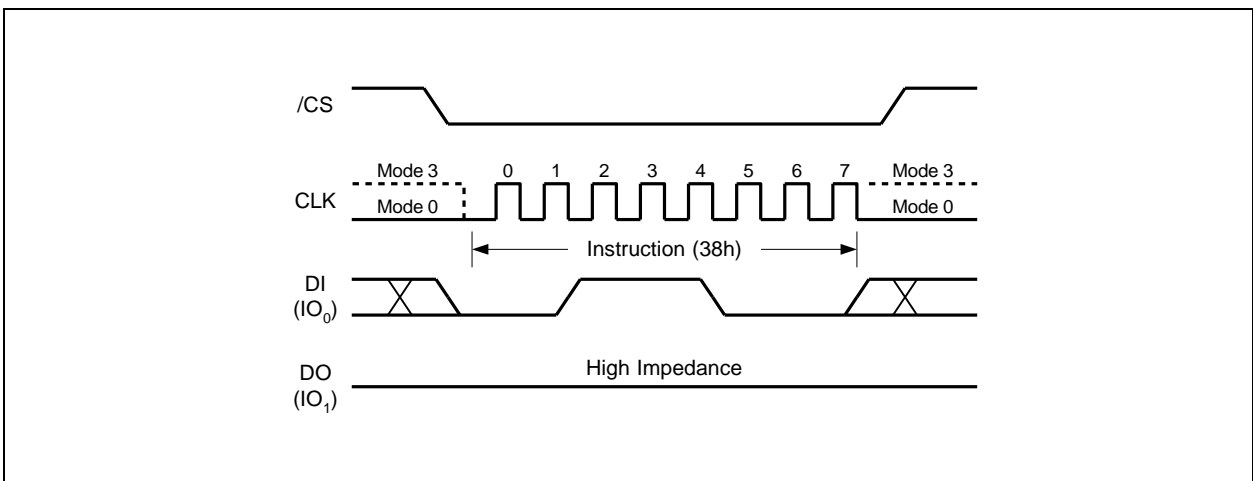 /CS
Mode 3 0 1 2 3 4 5 6 7 Mode 3
CLK
Mode 0 Mode 0
Instruction (38h)
DI
(IO₀)
High Impedance
DO
(IO₁)